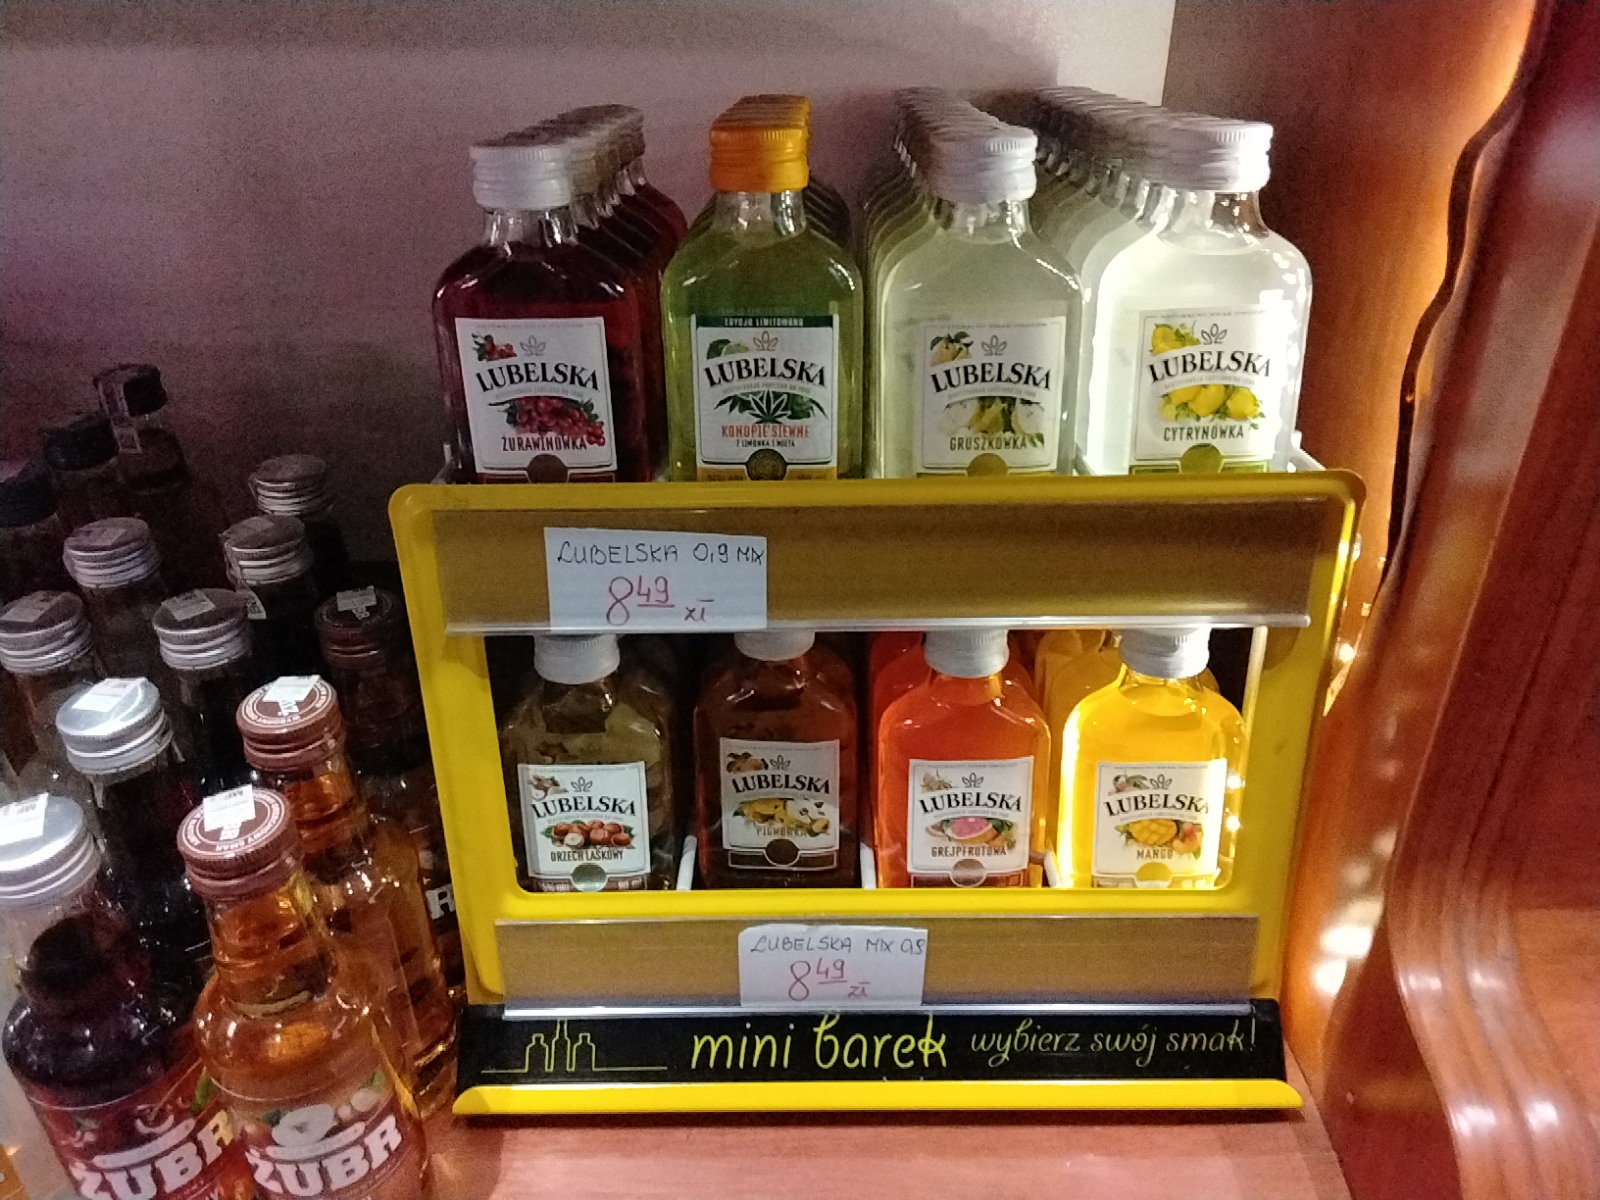 LUBELSKA
ŻURAWINÓWKA
EDYCJA LIMITOWANA
LUBELSKA
KONOPIE SIEWNE
Z LIMONKĄ I MIĘTĄ
LUBELSKA
GRUSZKÓWKA
LUBELSKA
CYTRYNÓWKA
LUBELSKA 0,9 MIX
8 49 zł
LUBELSKA
ORZECH LASKOWY
LUBELSKA
PIGWÓWKA
LUBELSKA
GREJPFRUTOWA
LUBELSKA
MANGO
LUBELSKA MIX 0,9
8 49 zł
mini barek wybierz swój smak!
ŻUBR
ŻUBR